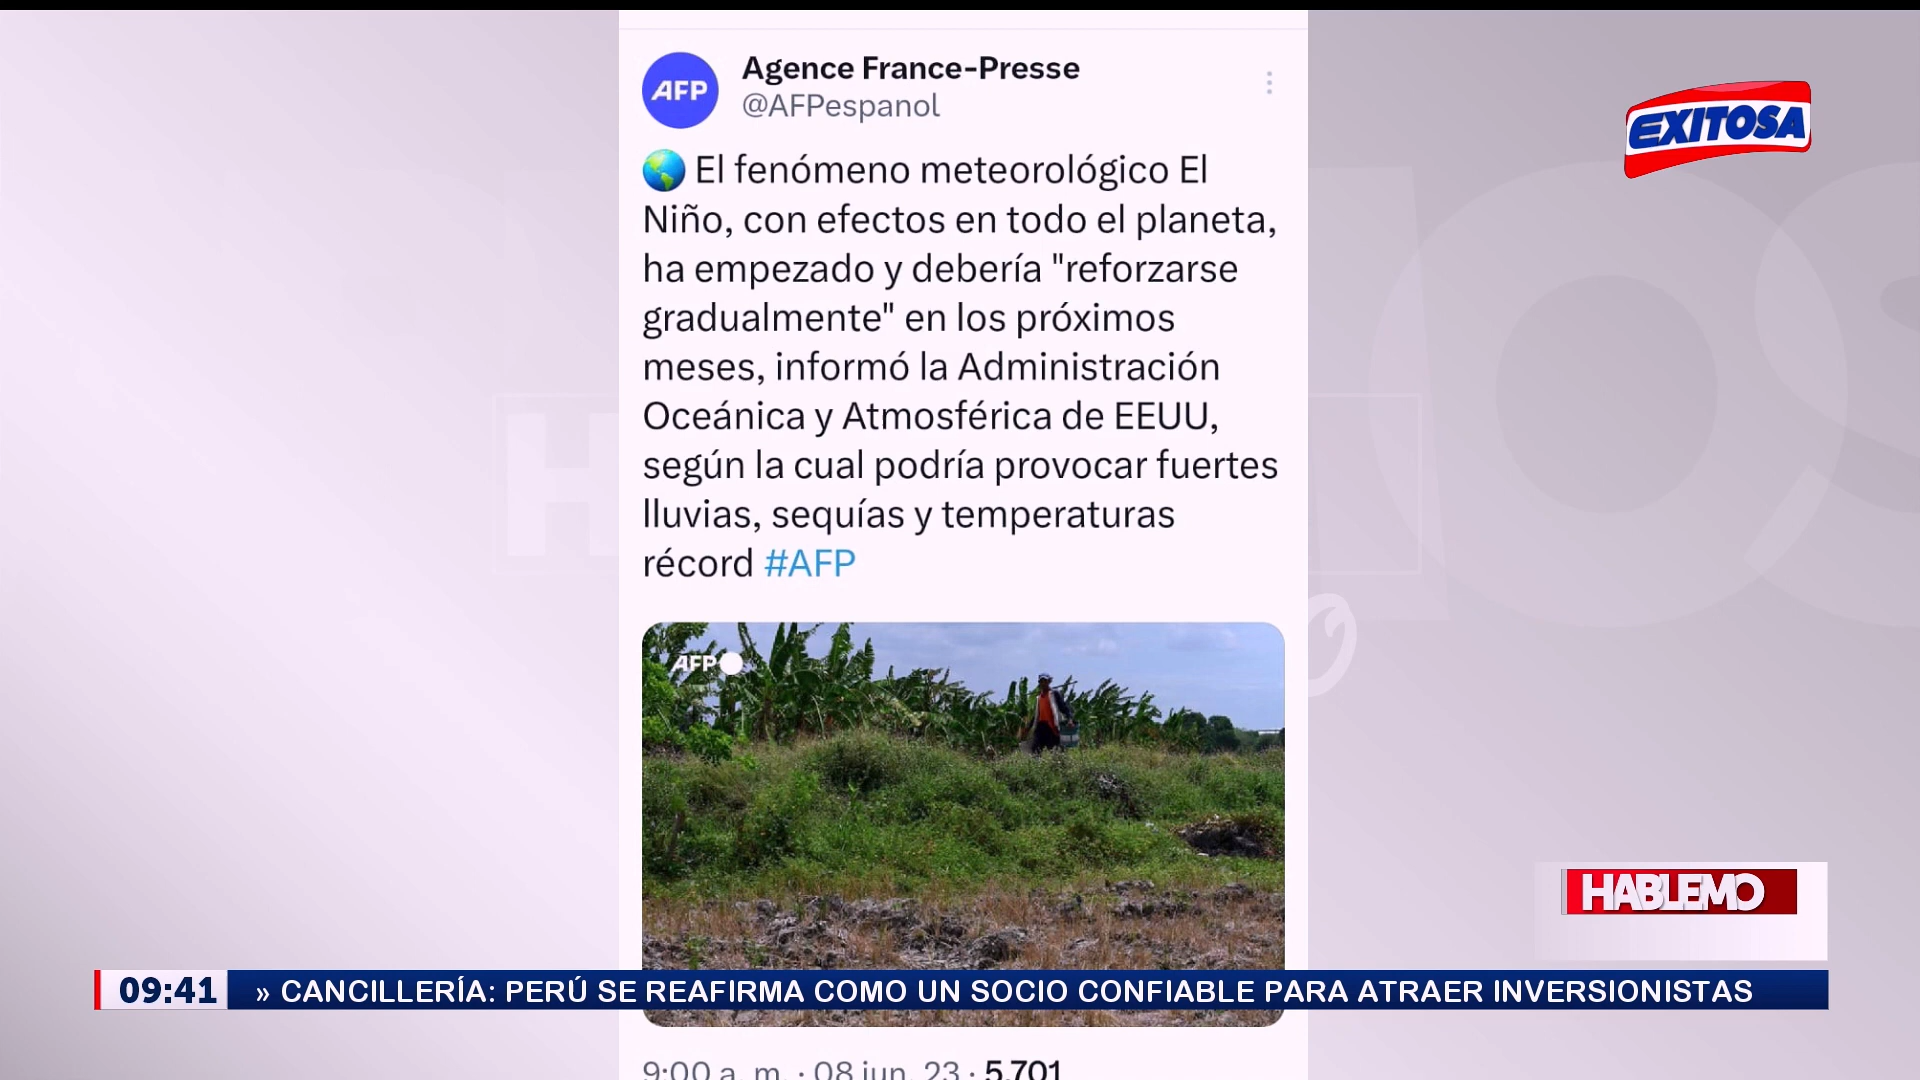 Agence France-Presse
AFP
@AFPespanol
EXITOSA
El fenómeno meteorológico El
Niño, con efectos en todo el planeta,
ha empezado y debería "reforzarse
gradualmente" en los próximos
meses, informó la Administración
Oceánica y Atmosférica de EEUU,
según la cual podría provocar fuertes
lluvias, sequías y temperaturas
récord #AFP
AFP
HABLEMO
09:41 » CANCILLERÍA: PERÚ SE REAFIRMA COMO UN SOCIO CONFIABLE PARA ATRAER INVERSIONISTAS
9:00 a. m. · 08 jun. 23 · 5.701